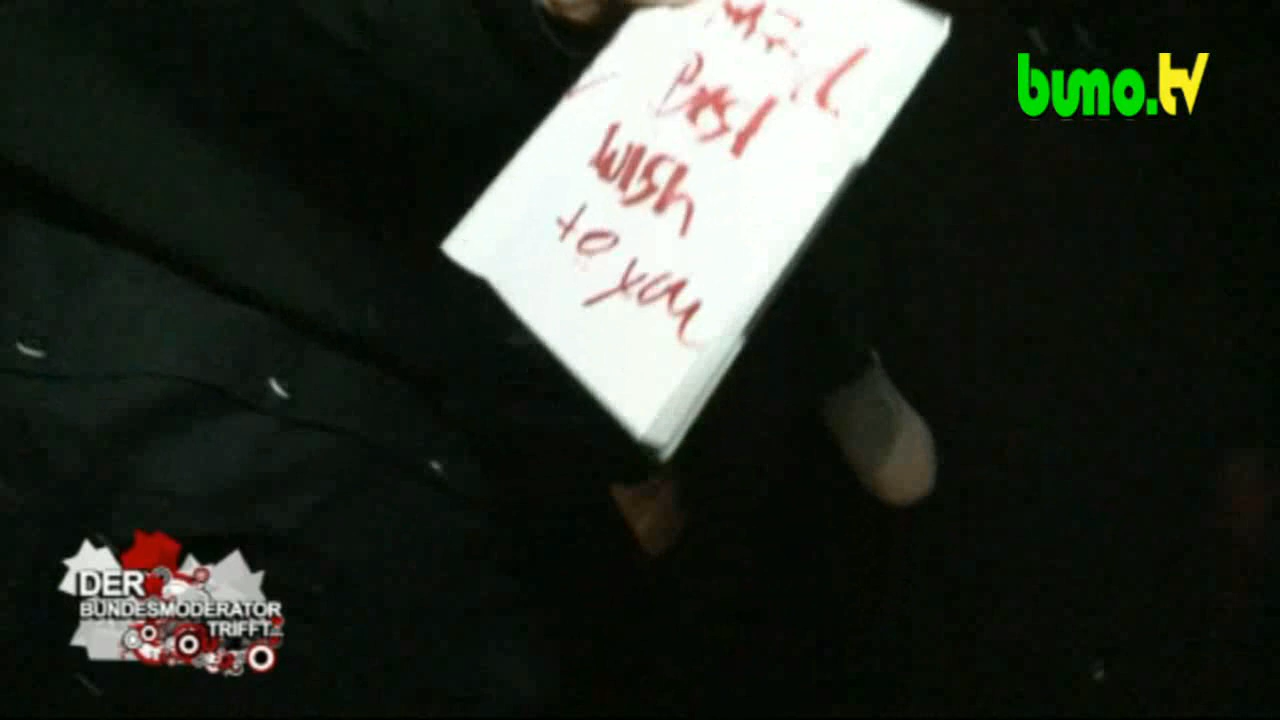 bumo.tv
Best
wish
to you
DER
BUNDESMODERATOR
TRIFFT...